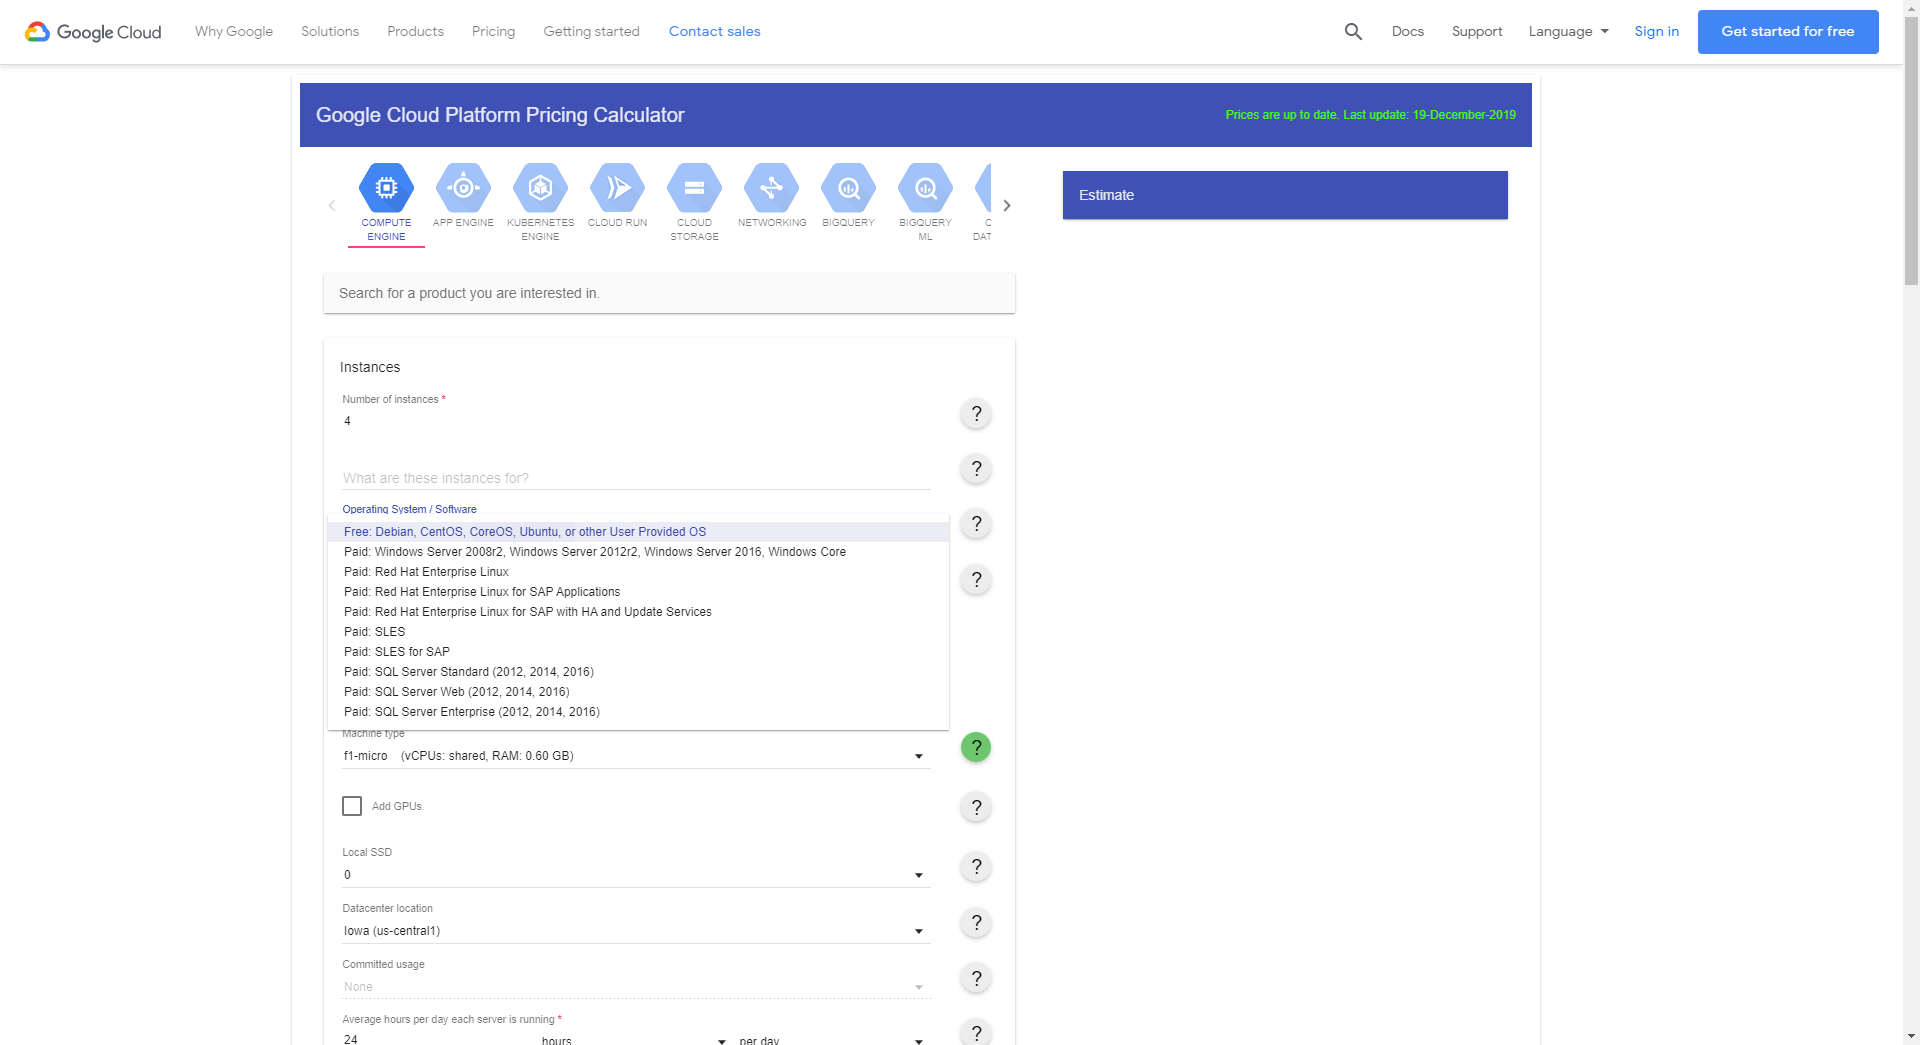 Google Cloud
Why Google
Solutions
Products
Pricing
Getting started
Contact sales
Docs
Support
Language
Sign in
Get started for free
Google Cloud Platform Pricing Calculator
Prices are up to date. Last update: 19-December-2019
COMPUTE
ENGINE
APP ENGINE
KUBERNETES
ENGINE
CLOUD RUN
CLOUD
STORAGE
NETWORKING
BIGQUERY
BIGQUERY
ML
Estimate
Search for a product you are interested in.
Instances
Number of instances *
4
?
What are these instances for?
?
Operating System / Software
?
Free: Debian, CentOS, CoreOS, Ubuntu, or other User Provided OS
Paid: Windows Server 2008r2, Windows Server 2012r2, Windows Server 2016, Windows Core
Paid: Red Hat Enterprise Linux
?
Paid: Red Hat Enterprise Linux for SAP Applications
Paid: Red Hat Enterprise Linux for SAP with HA and Update Services
Paid: SLES
Paid: SLES for SAP
Paid: SQL Server Standard (2012, 2014, 2016)
Paid: SQL Server Web (2012, 2014, 2016)
Paid: SQL Server Enterprise (2012, 2014, 2016)
Machine type
f1-micro (vCPUs: shared, RAM: 0.60 GB)
?
Add GPUs.
?
Local SSD
0
?
Datacenter location
Iowa (us-central1)
?
Committed usage
None
?
Average hours per day each server is running *
24
hours
per day
?